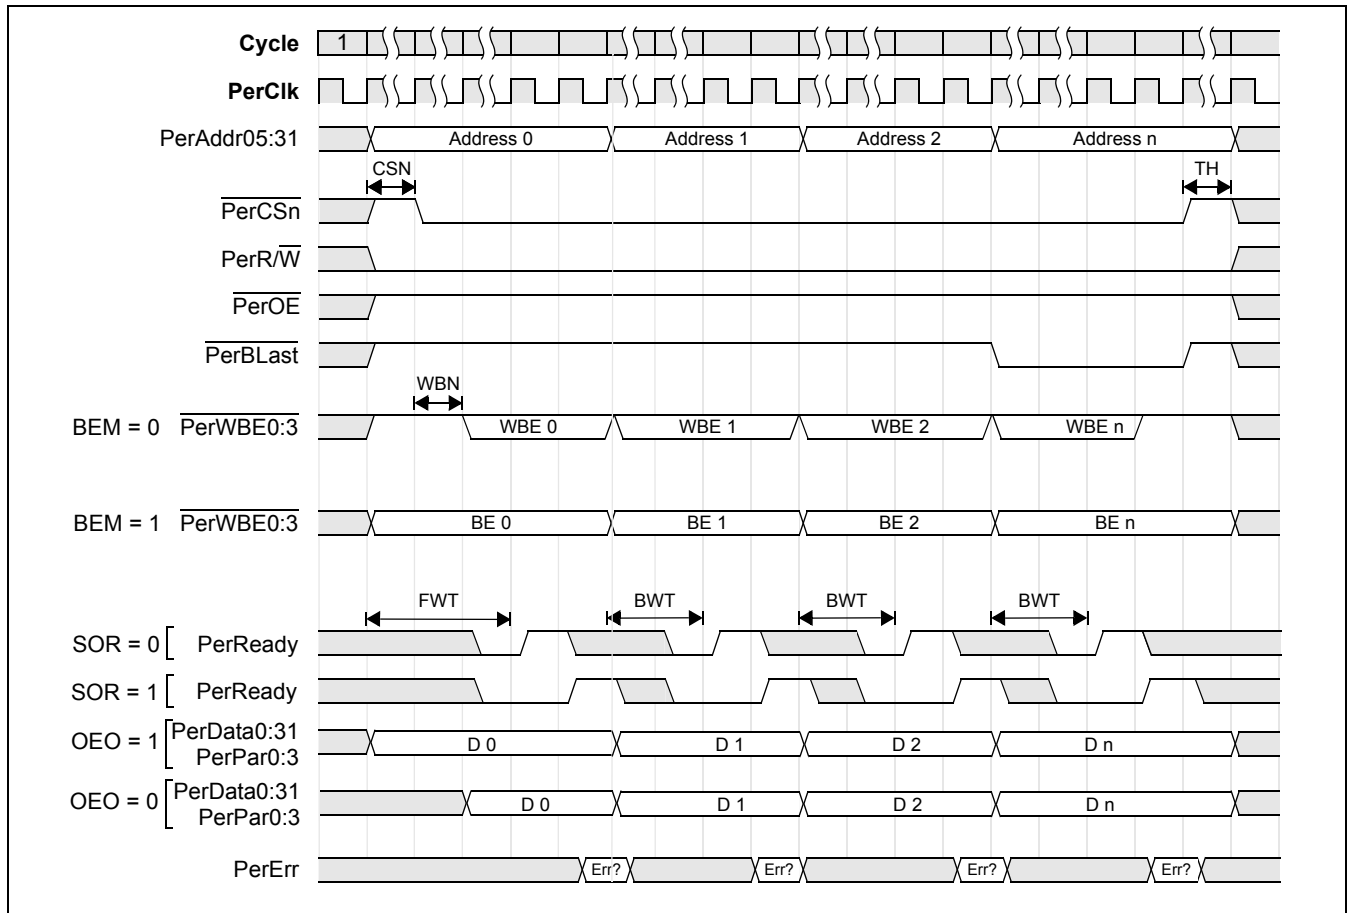 Cycle 1
PerClk
PerAddr05:31 Address 0 Address 1 Address 2 Address n
CSN TH
PerCSn
PerR/W
PerOE
PerBLast
WBN
BEM = 0 PerWBE0:3 WBE 0 WBE 1 WBE 2 WBE n
BEM = 1 PerWBE0:3 BE 0 BE 1 BE 2 BE n
FWT BWT BWT BWT
SOR = 0 PerReady
SOR = 1 PerReady
OEO = 1 PerData0:31 D 0 D 1 D 2 D n
PerPar0:3
OEO = 0 PerData0:31 D 0 D 1 D 2 D n
PerPar0:3
PerErr Err? Err? Err? Err?